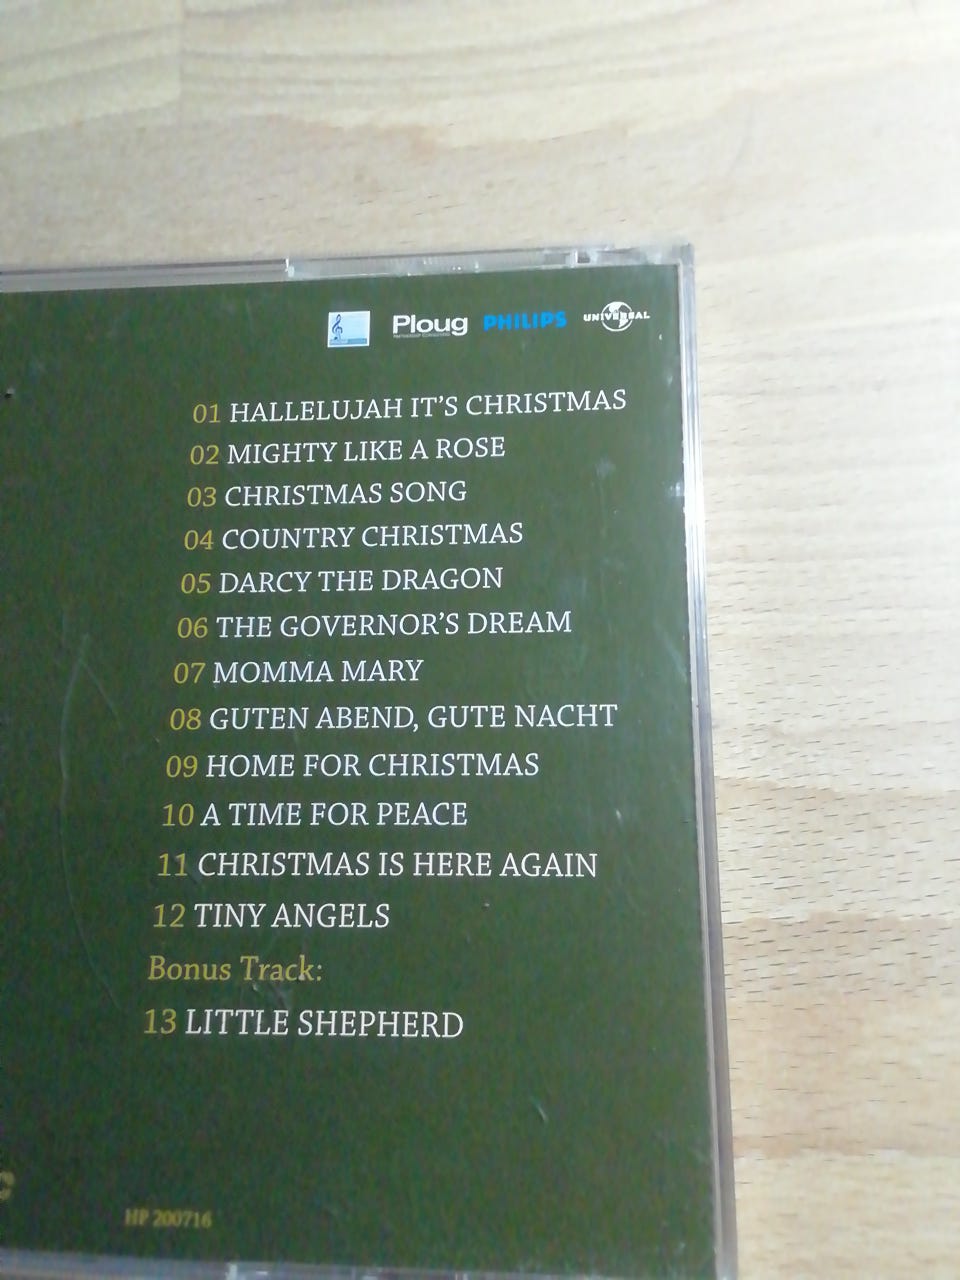 Ploug PHILIPS UNIVERSAL
01 HALLELUJAH IT'S CHRISTMAS
02 MIGHTY LIKE A ROSE
03 CHRISTMAS SONG
04 COUNTRY CHRISTMAS
05 DARCY THE DRAGON
06 THE GOVERNOR'S DREAM
07 MOMMA MARY
08 GUTEN ABEND, GUTE NACHT
09 HOME FOR CHRISTMAS
10 A TIME FOR PEACE
11 CHRISTMAS IS HERE AGAIN
12 TINY ANGELS
Bonus Track:
13 LITTLE SHEPHERD
HP 200716